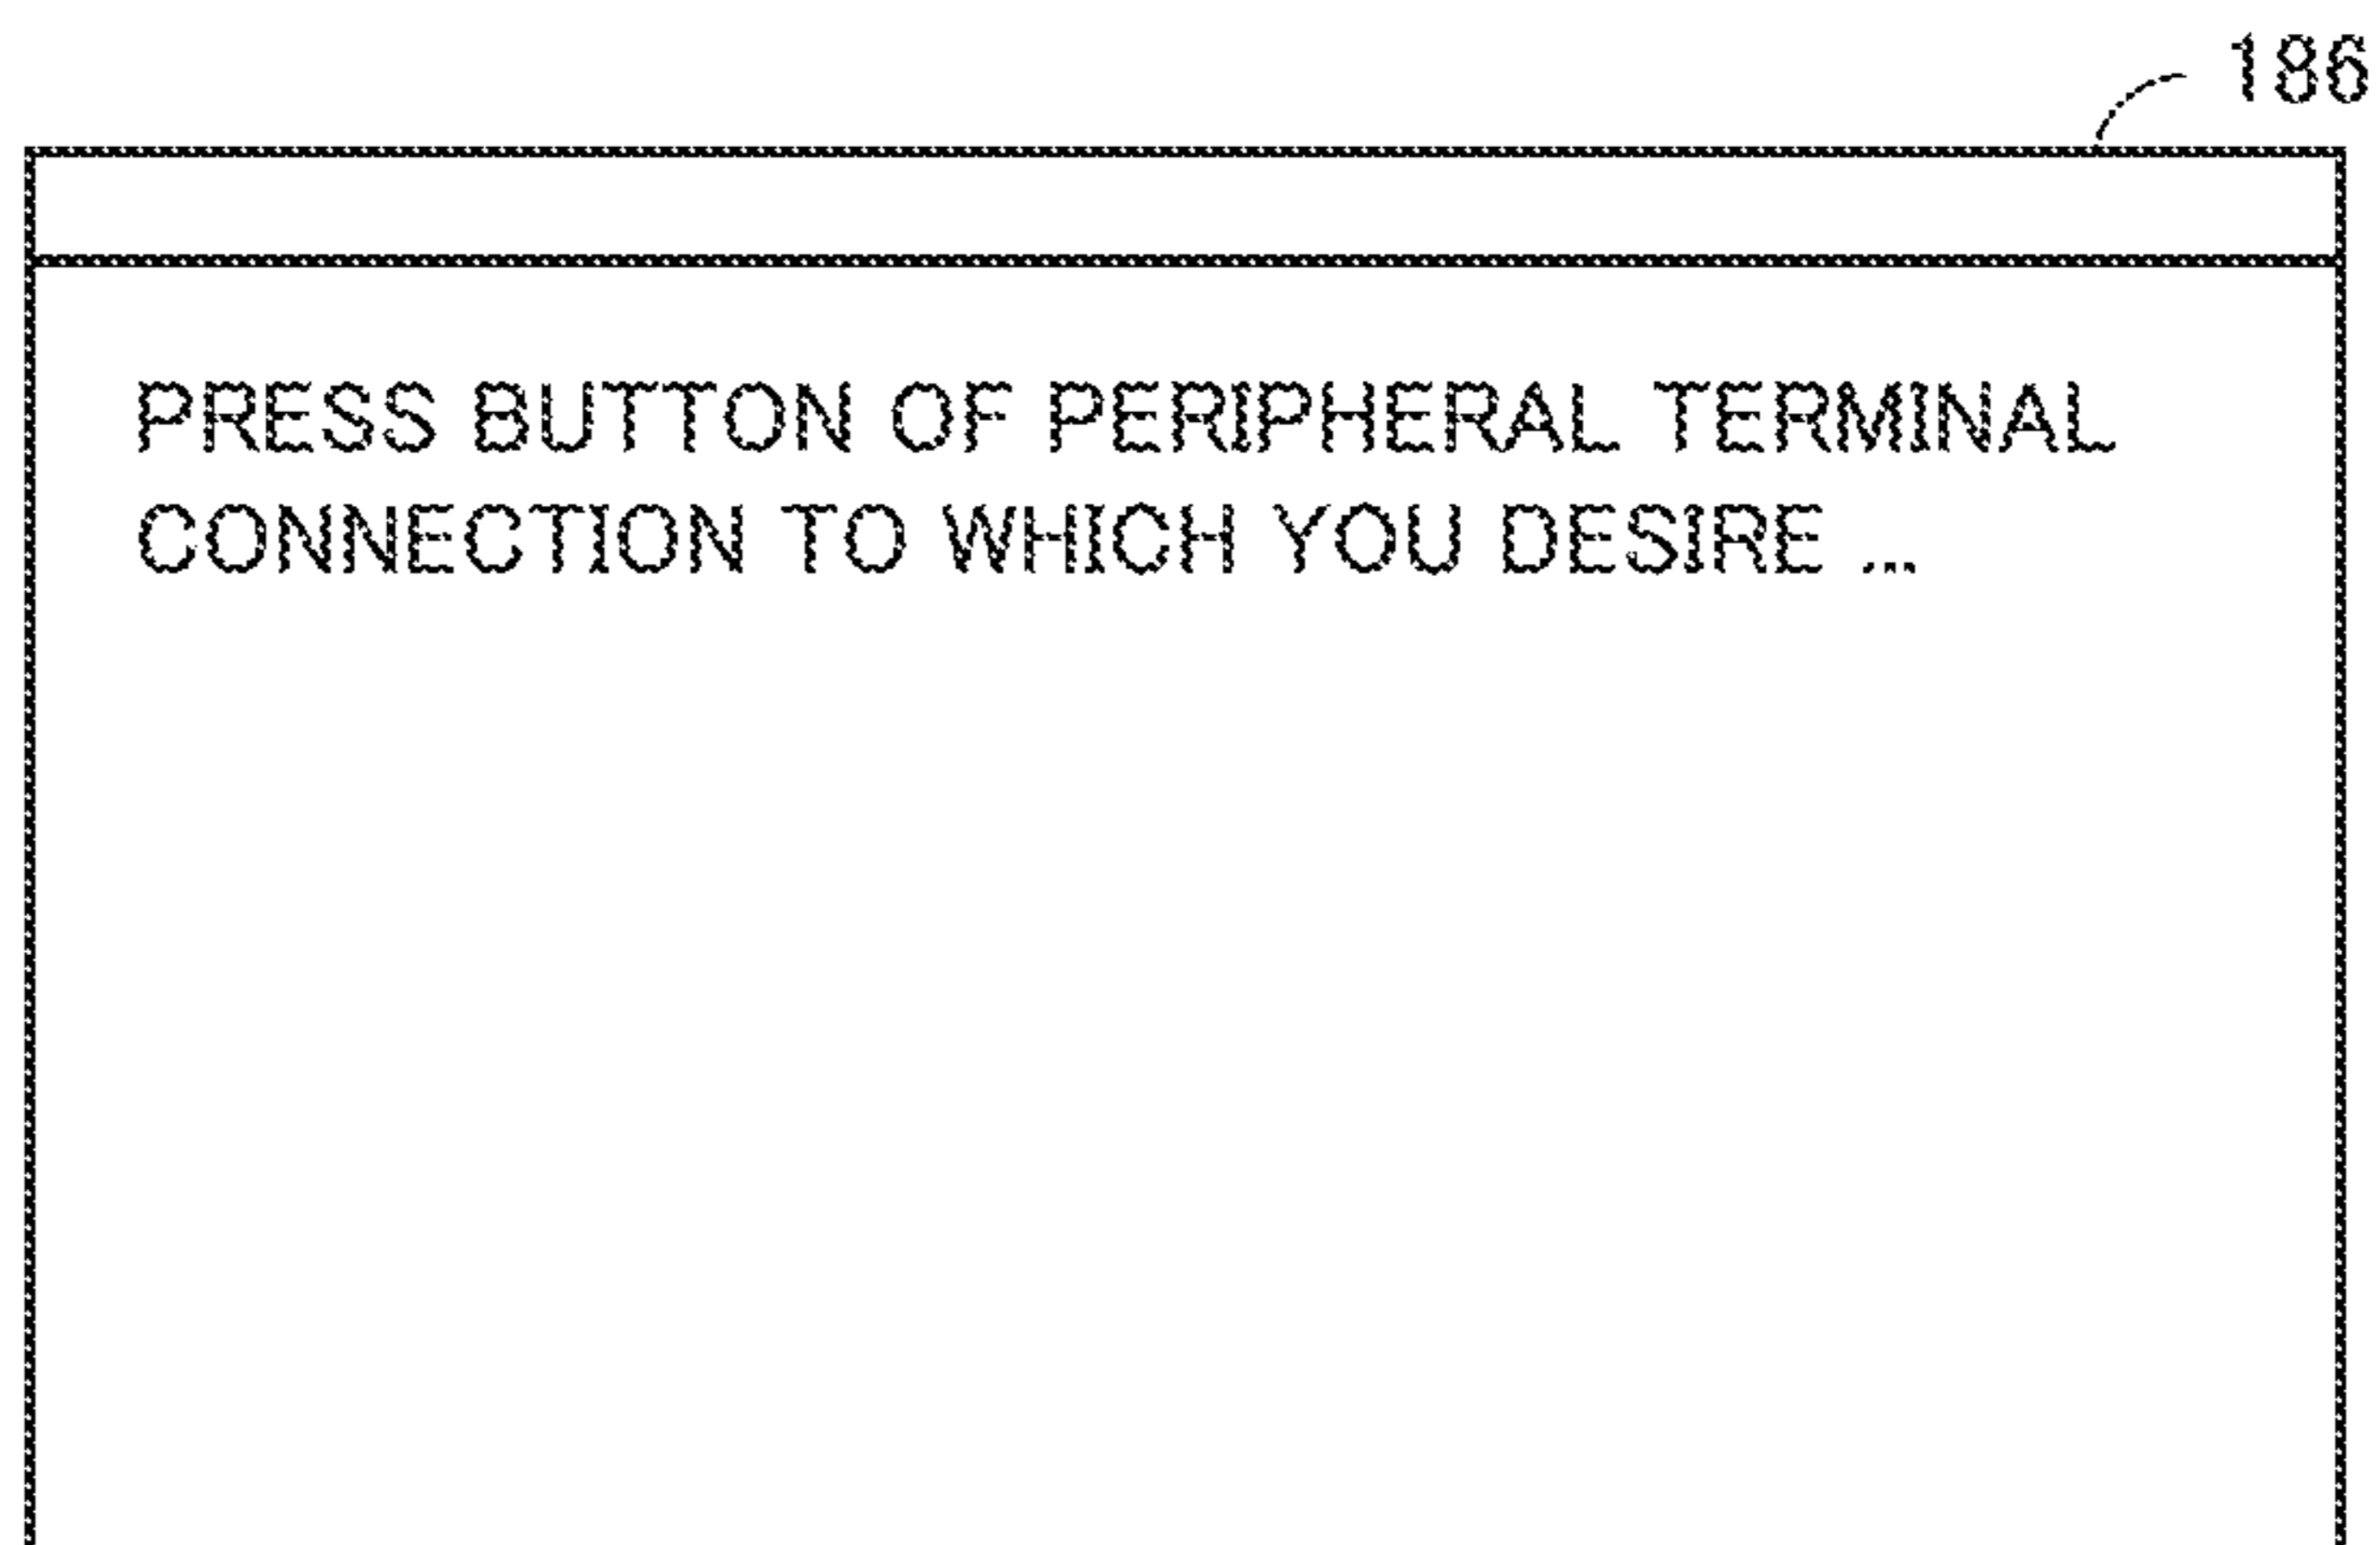 186
PRESS BUTTON OF PERIPHERAL TERMINAL
CONNECTION TO WHICH YOU DESIRE ...